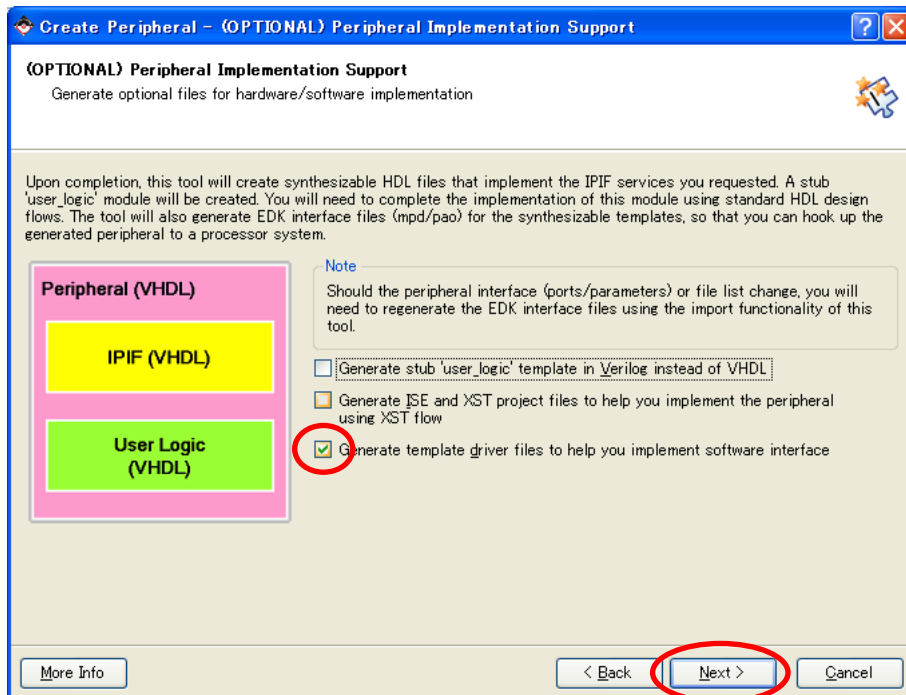 Create Peripheral - (OPTIONAL) Peripheral Implementation Support
(OPTIONAL) Peripheral Implementation Support
Generate optional files for hardware/software implementation
Upon completion, this tool will create synthesizable HDL files that implement the IPIF services you requested. A stub
'user_logic' module will be created. You will need to complete the implementation of this module using standard HDL design
flows. The tool will also generate EDK interface files (mpd/pao) for the synthesizable templates, so that you can hook up the
generated peripheral to a processor system.
Peripheral (VHDL)
IPIF (VHDL)
User Logic
(VHDL)
Note
Should the peripheral interface (ports/parameters) or file list change, you will
need to regenerate the EDK interface files using the import functionality of this
tool.
Generate stub 'user_logic' template in Verilog instead of VHDL
Generate ISE and XST project files to help you implement the peripheral
using XST flow
Generate template driver files to help you implement software interface
More Info
< Back
Next >
Cancel